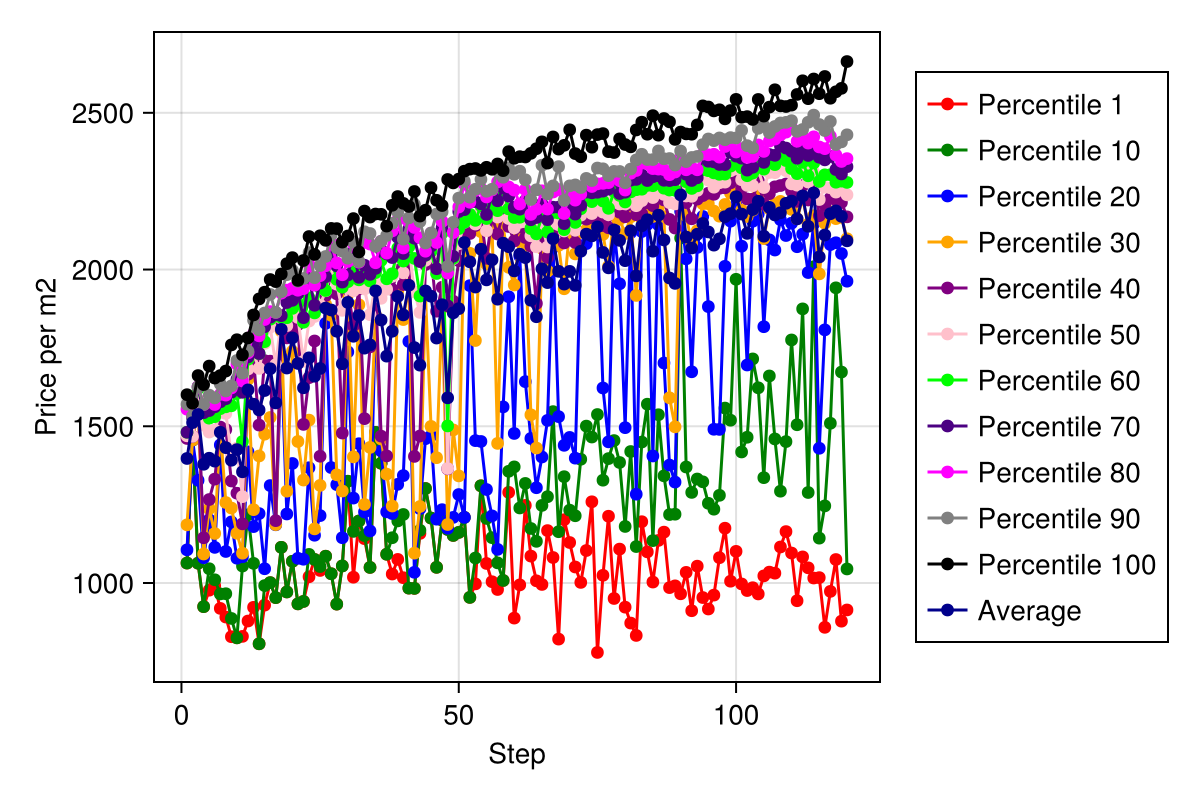 2500
2000
1500
1000
Price per m2
0
50
100
Step
Percentile 1
Percentile 10
Percentile 20
Percentile 30
Percentile 40
Percentile 50
Percentile 60
Percentile 70
Percentile 80
Percentile 90
Percentile 100
Average